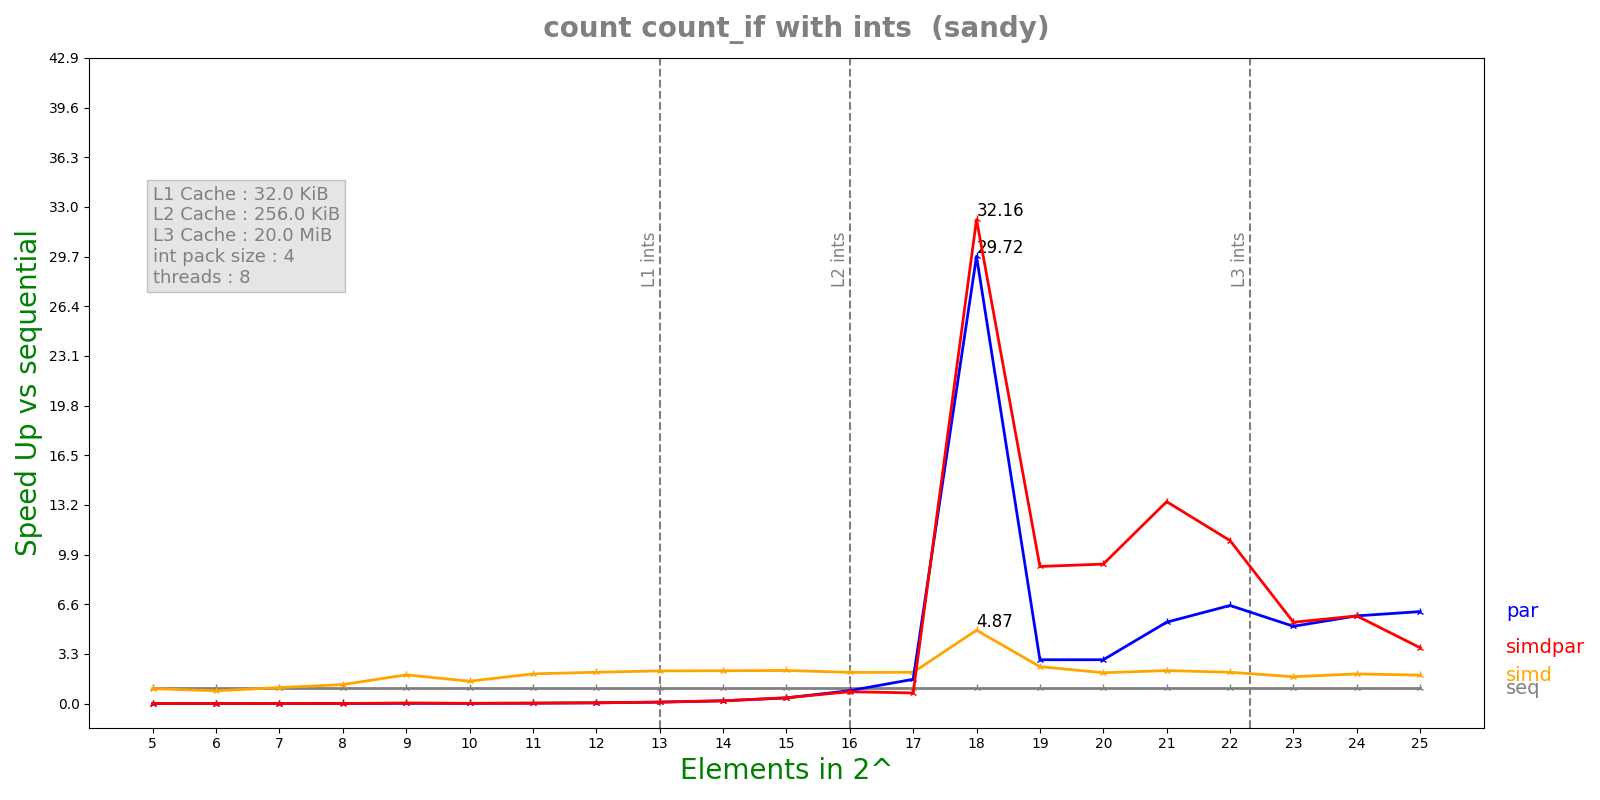 count count_if with ints  (sandy)
42.9
39.6
36.3
33.0
29.7
26.4
23.1
19.8
16.5
13.2
9.9
6.6
3.3
0.0
Speed Up vs sequential
L1 Cache : 32.0 KiB
L2 Cache : 256.0 KiB
L3 Cache : 20.0 MiB
int pack size : 4
threads : 8
L1 ints
L2 ints
L3 ints
32.16
29.72
4.87
par
simdpar
simd
seq
5 6 7 8 9 10 11 12 13 14 15 16 17 18 19 20 21 22 23 24 25
Elements in 2^